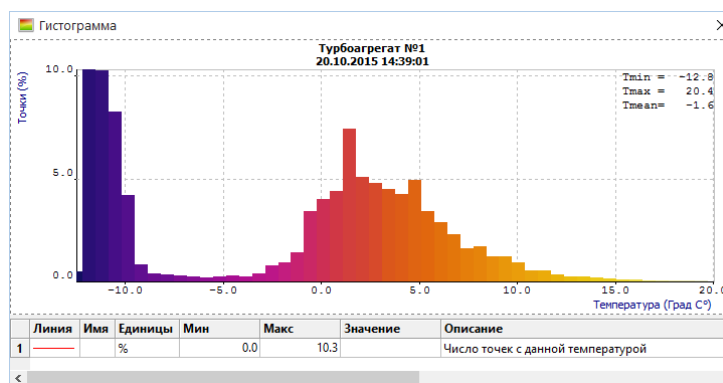 Гистограмма
Турбоагрегат №1
20.10.2015 14:39:01
Точки (%)
10.0
5.0
0.0
Tmin = -12.8
Tmax = 20.4
Tmean= -1.6
-10.0 -5.0 0.0 5.0 10.0 15.0 20.0
Температура (Град C°)
Линия Имя Единицы Мин Макс Значение Описание
1 % 0.0 10.3 Число точек с данной температурой